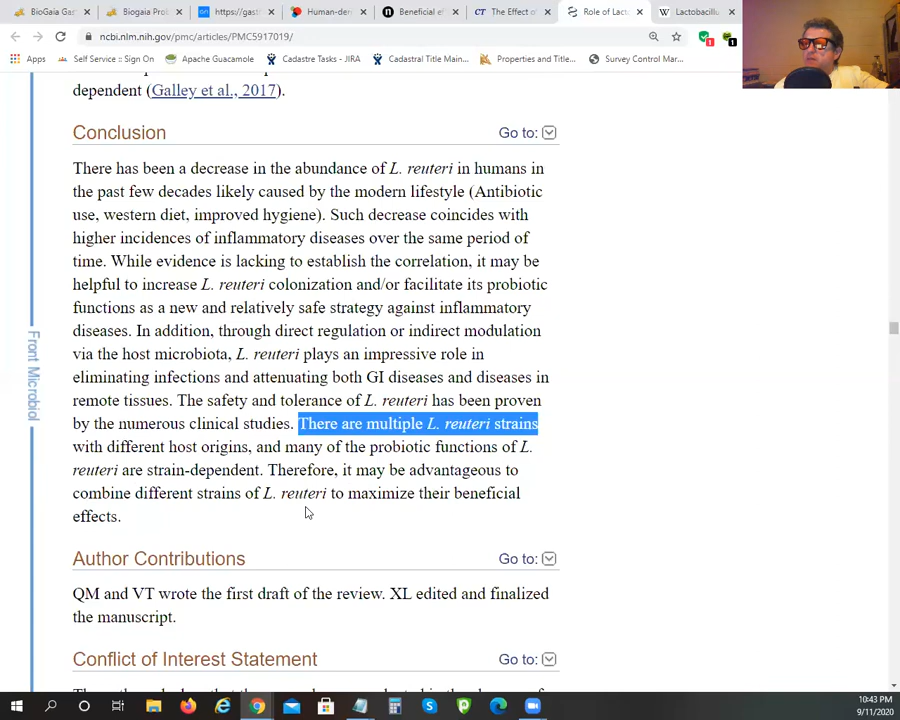 BioGaia Gas
Biogaia Prob
https://gastr
Human-deri
Beneficial eff
CT The Effect of
Role of Lacto
W Lactobacillu
ncbi.nlm.nih.gov/pmc/articles/PMC5917019/
Apps
Self Service :: Sign On
Apache Guacamole
Cadastre Tasks - JIRA
Cadastral Title Main...
Properties and Title...
Survey Control Mar...
dependent (Galley et al., 2017).
Conclusion
Go to:
There has been a decrease in the abundance of L. reuteri in humans in
the past few decades likely caused by the modern lifestyle (Antibiotic
use, western diet, improved hygiene). Such decrease coincides with
higher incidences of inflammatory diseases over the same period of
time. While evidence is lacking to establish the correlation, it may be
helpful to increase L. reuteri colonization and/or facilitate its probiotic
functions as a new and relatively safe strategy against inflammatory
diseases. In addition, through direct regulation or indirect modulation
via the host microbiota, L. reuteri plays an impressive role in
eliminating infections and attenuating both GI diseases and diseases in
remote tissues. The safety and tolerance of L. reuteri has been proven
by the numerous clinical studies. There are multiple L. reuteri strains
with different host origins, and many of the probiotic functions of L.
reuteri are strain-dependent. Therefore, it may be advantageous to
combine different strains of L. reuteri to maximize their beneficial
effects.
Front Microbiol
Author Contributions
Go to:
QM and VT wrote the first draft of the review. XL edited and finalized
the manuscript.
Conflict of Interest Statement
Go to:
10:43 PM
9/11/2020